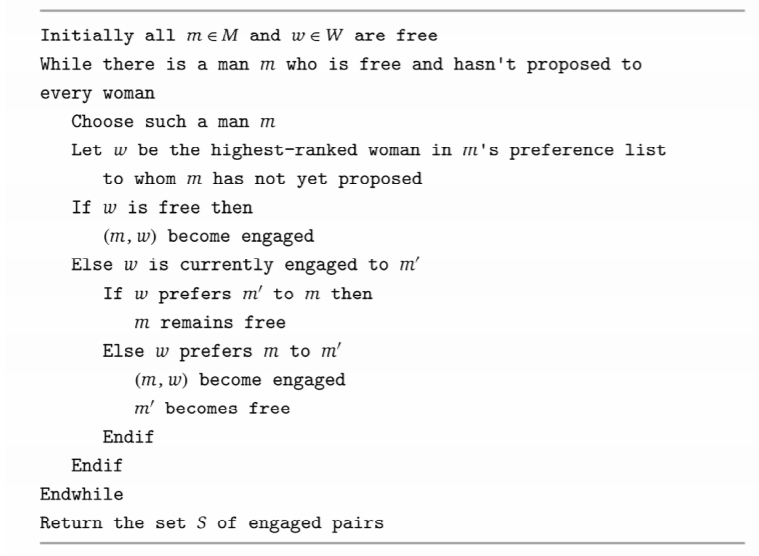 Initially all m ∈ M and w ∈ W are free
While there is a man m who is free and hasn't proposed to
every woman
Choose such a man m
Let w be the highest-ranked woman in m's preference list
to whom m has not yet proposed
If w is free then
(m, w) become engaged
Else w is currently engaged to m′
If w prefers m′ to m then
m remains free
Else w prefers m to m′
(m, w) become engaged
m′ becomes free
Endif
Endif
Endwhile
Return the set S of engaged pairs